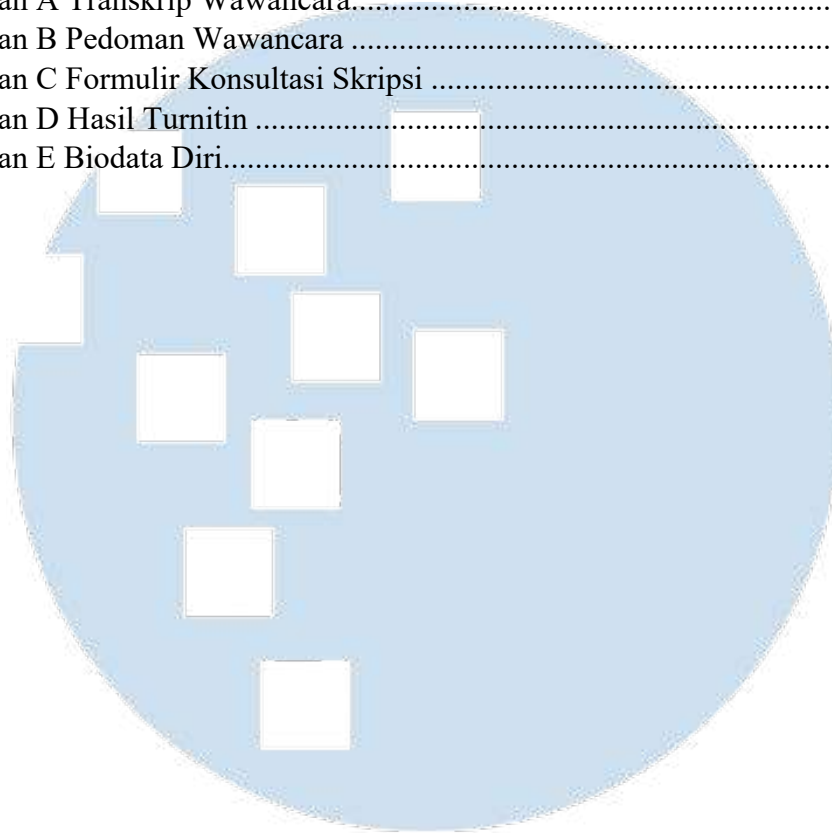 an A Transkrip Wawancara..........................................................................
an B Pedoman Wawancara ..........................................................................
an C Formulir Konsultasi Skripsi ..............................................................
an D Hasil Turnitin .....................................................................................
an E Biodata Diri.........................................................................................